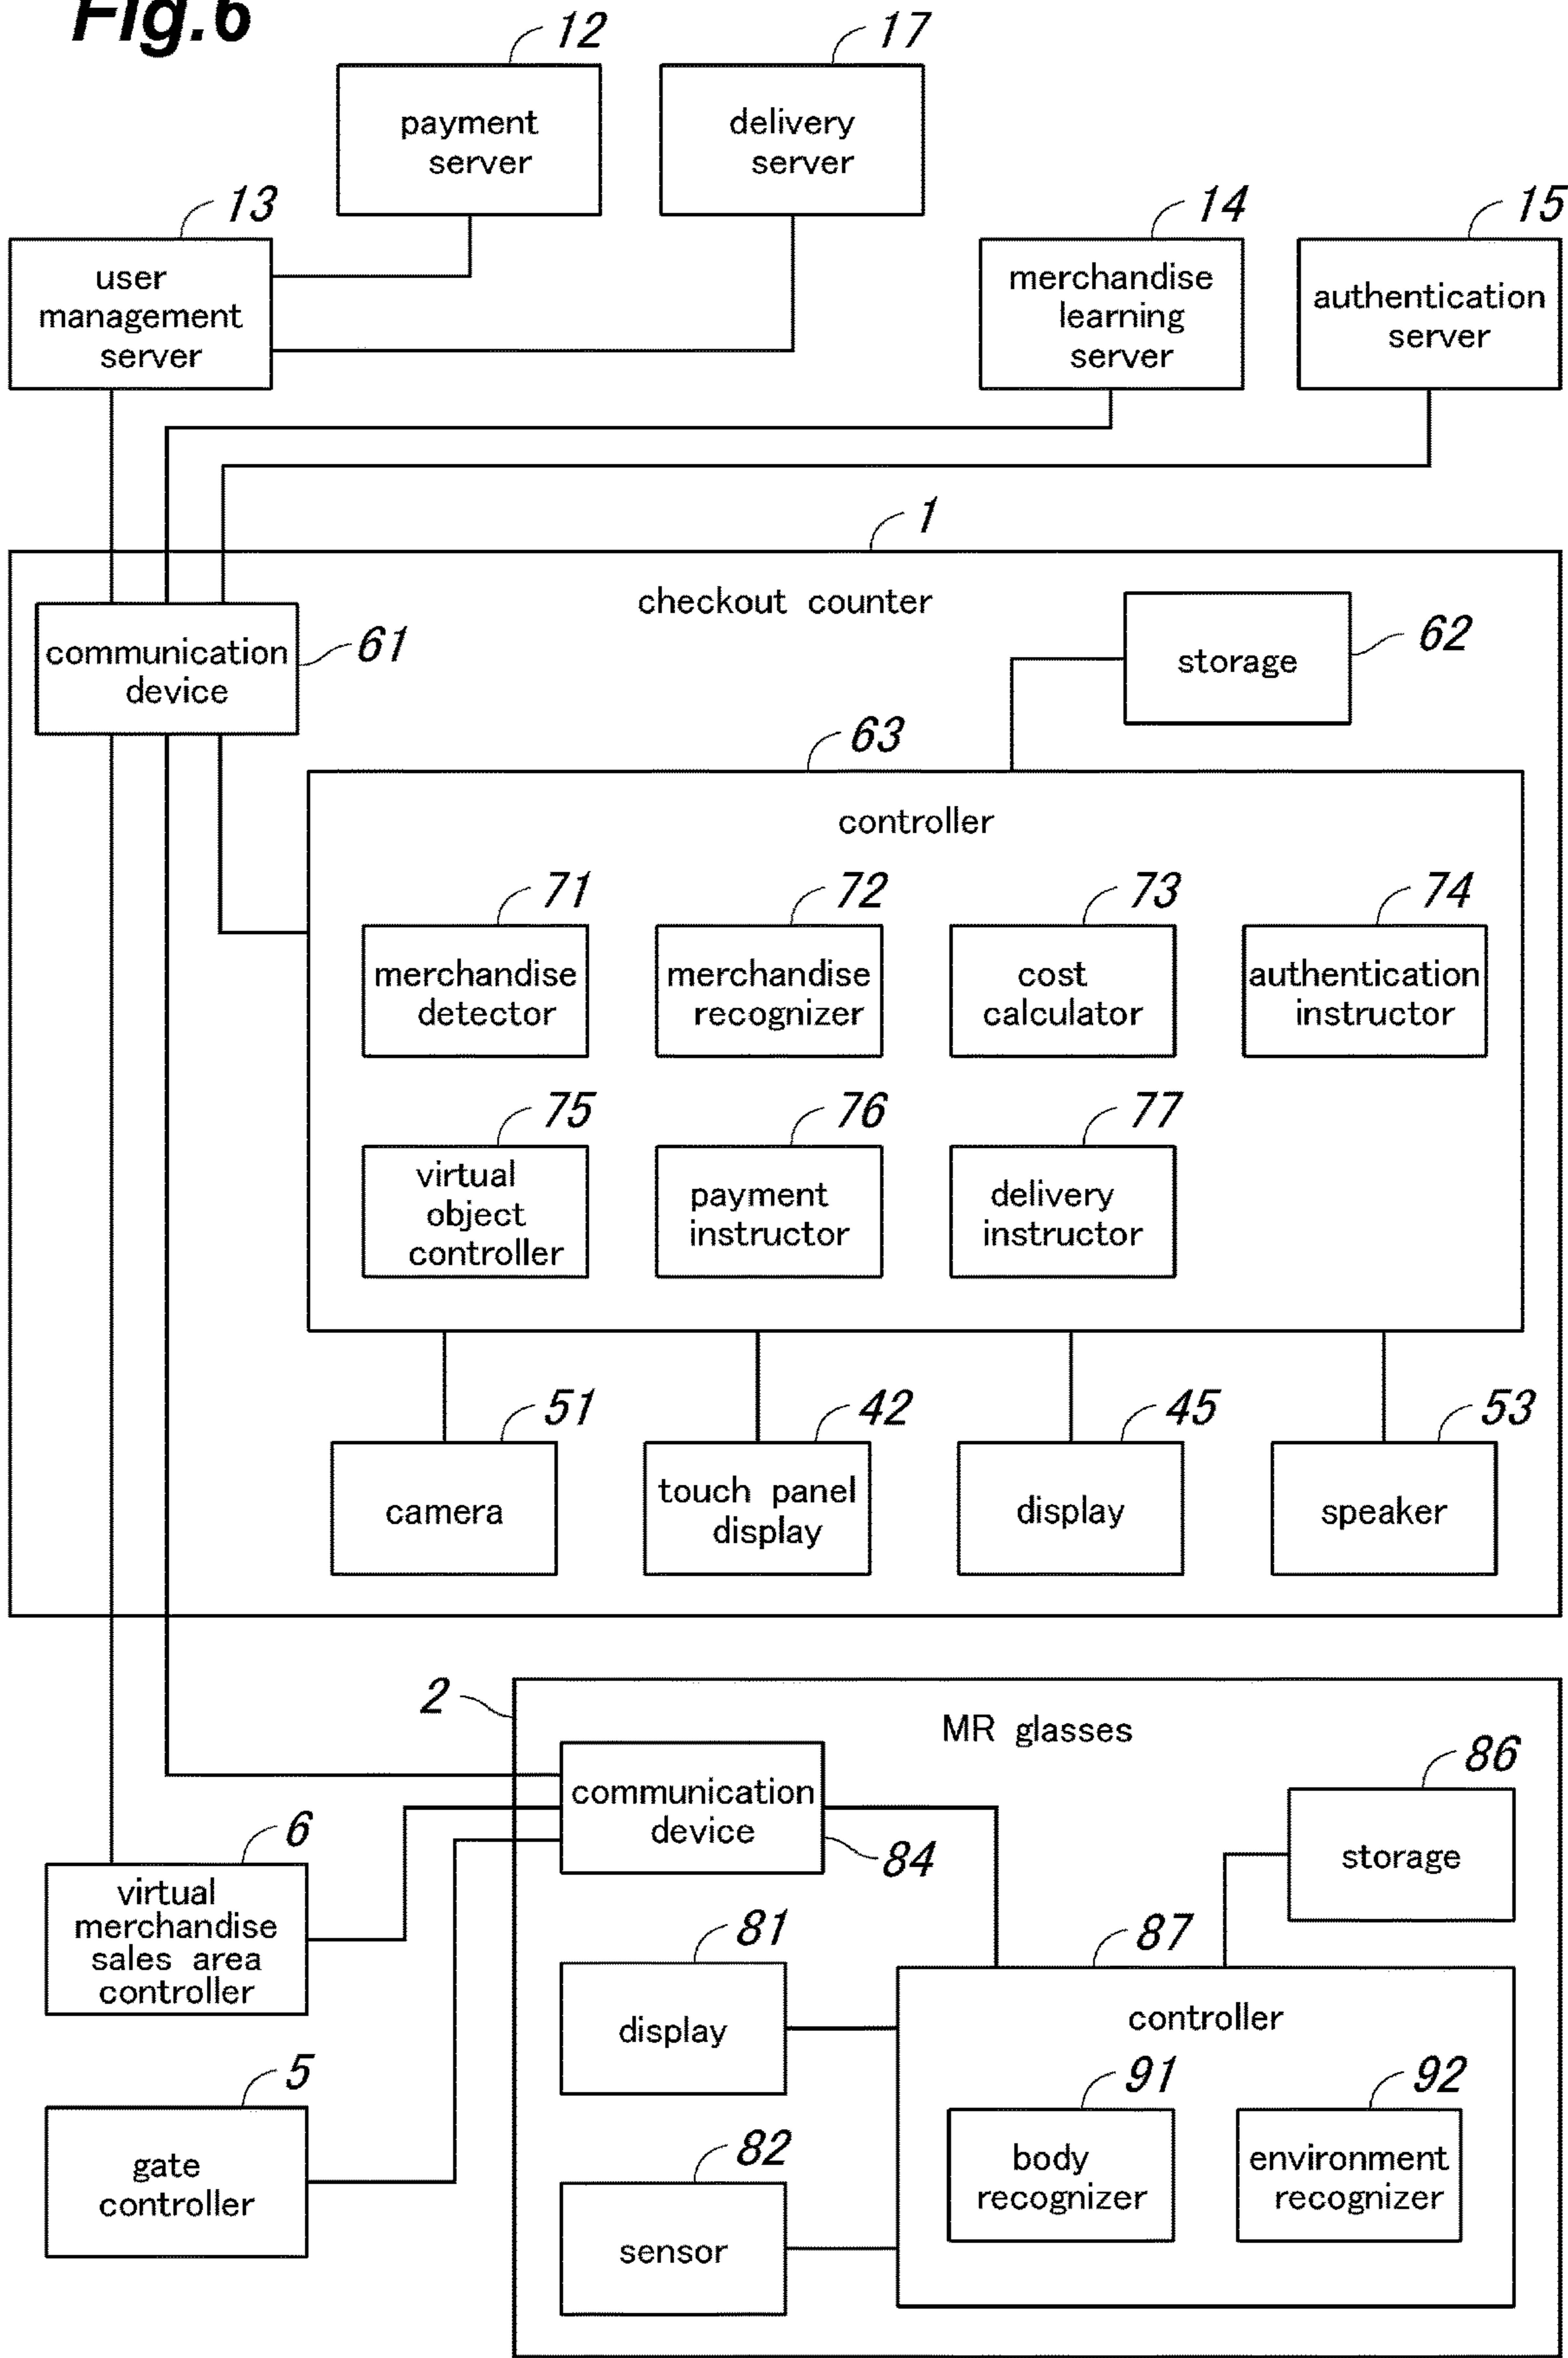 Fig.6
12
payment
server
17
delivery
server
13
user
management
server
14
merchandise
learning
server
15
authentication
server
1
checkout counter
communication
device
61
storage
62
63
controller
71
merchandise
detector
72
merchandise
recognizer
73
cost
calculator
74
authentication
instructor
75
virtual
object
controller
76
payment
instructor
77
delivery
instructor
51
camera
42
touch panel
display
45
display
53
speaker
2
MR glasses
communication
device
84
86
storage
6
virtual
merchandise
sales area
controller
81
display
87
controller
5
gate
controller
82
sensor
91
body
recognizer
92
environment
recognizer